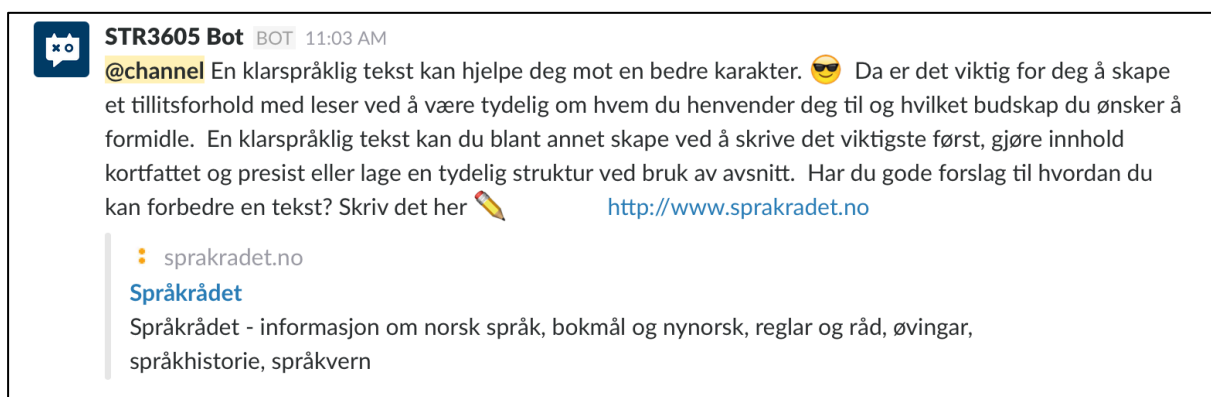 STR3605 Bot BOT 11:03 AM
@channel En klarspråklig tekst kan hjelpe deg mot en bedre karakter. 😎 Da er det viktig for deg å skape
et tillitsforhold med leser ved å være tydelig om hvem du henvender deg til og hvilket budskap du ønsker å
formidle. En klarspråklig tekst kan du blant annet skape ved å skrive det viktigste først, gjøre innhold
kortfattet og presist eller lage en tydelig struktur ved bruk av avsnitt. Har du gode forslag til hvordan du
kan forbedre en tekst? Skriv det her ✏️ http://www.sprakradet.no
sprakradet.no
Språkrådet
Språkrådet - informasjon om norsk språk, bokmål og nynorsk, reglar og råd, øvingar,
språkhistorie, språkvern